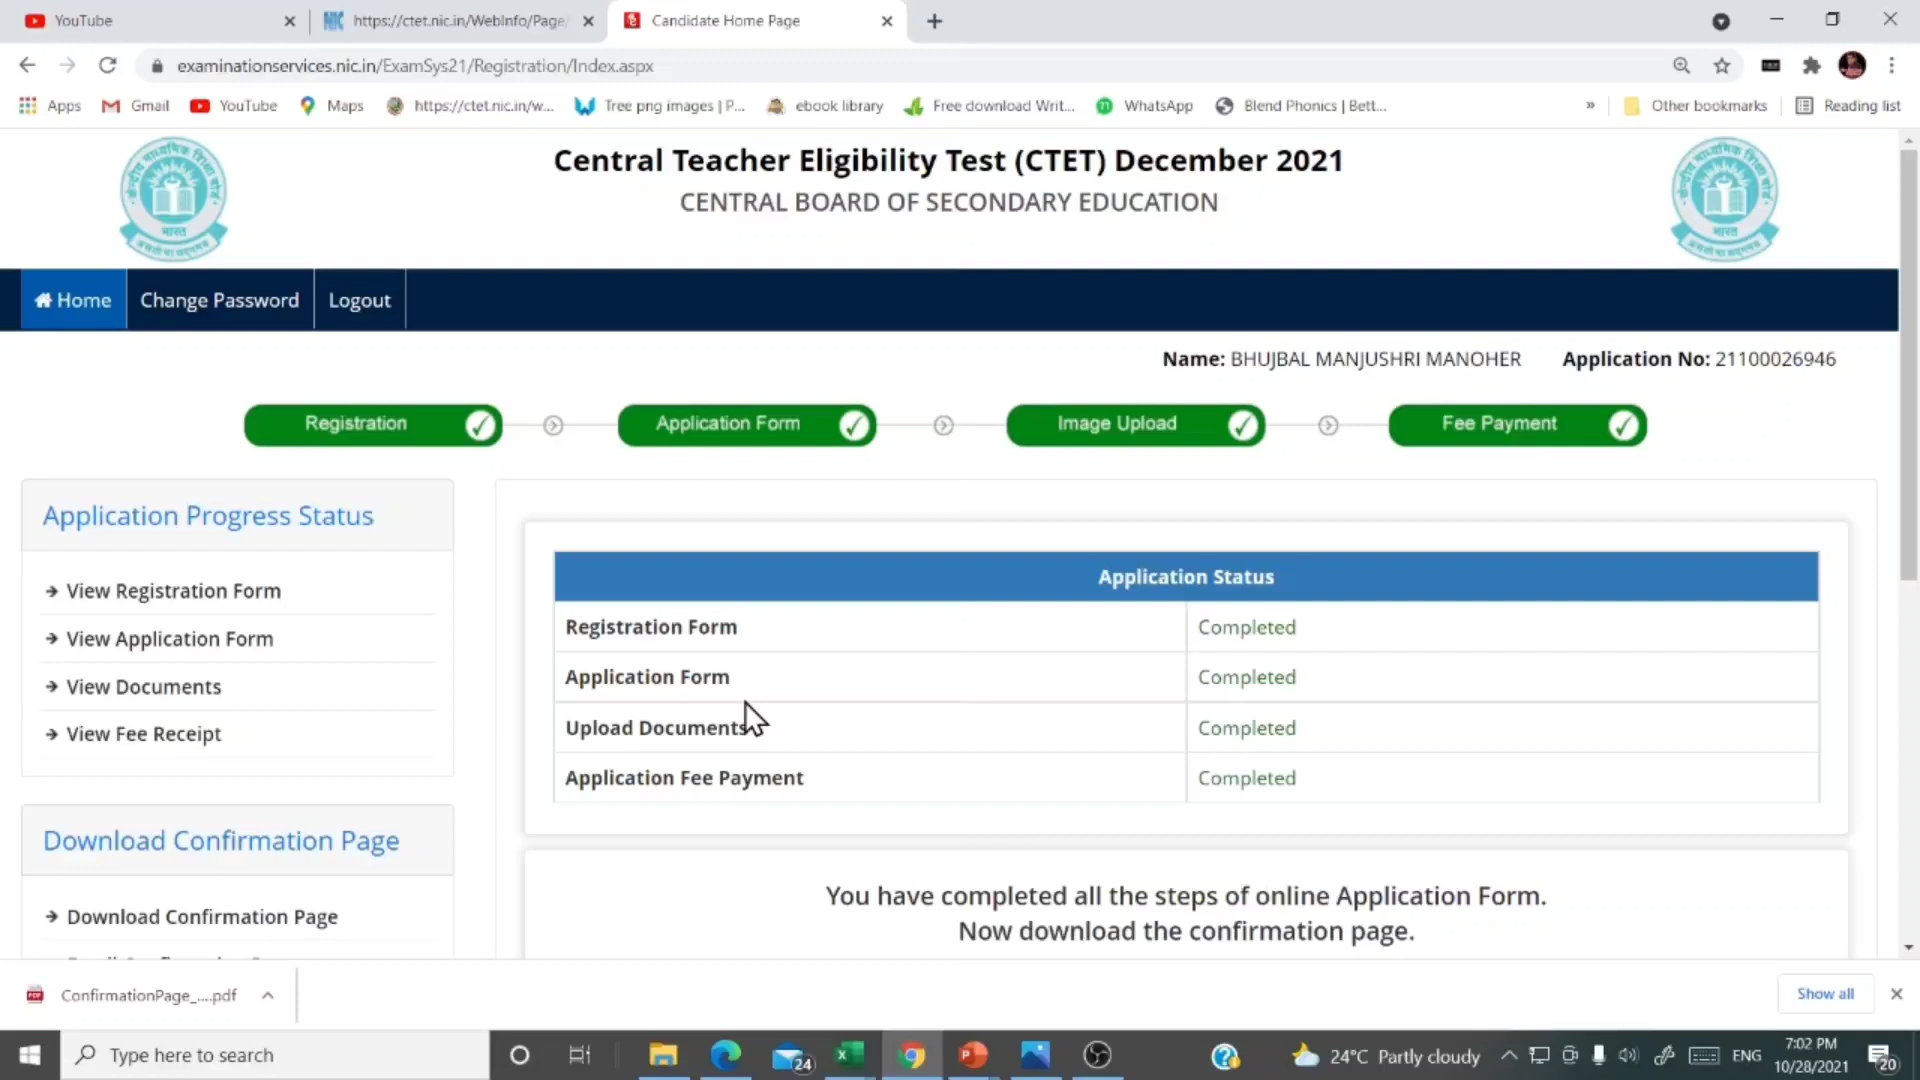 YouTube
https://ctet.nic.in/WebInfo/Page/
Candidate Home Page
examinationservices.nic.in/ExamSys21/Registration/Index.aspx
Apps Gmail YouTube Maps https://ctet.nic.in/w... Tree png images | P... ebook library Free download Writ... WhatsApp Blend Phonics | Bett... » Other bookmarks Reading list
Central Teacher Eligibility Test (CTET) December 2021
CENTRAL BOARD OF SECONDARY EDUCATION
भारत
भारत
Home Change Password Logout
Name: BHUJBAL MANJUSHRI MANOHER Application No: 21100026946
Registration Application Form Image Upload Fee Payment
Application Progress Status
View Registration Form
View Application Form
View Documents
View Fee Receipt
Download Confirmation Page
Download Confirmation Page
Application Status
Registration Form Completed
Application Form Completed
Upload Documents Completed
Application Fee Payment Completed
You have completed all the steps of online Application Form.
Now download the confirmation page.
ConfirmationPage_....pdf
Show all
Type here to search
24
24°C Partly cloudy
ENG
7:02 PM
10/28/2021
20